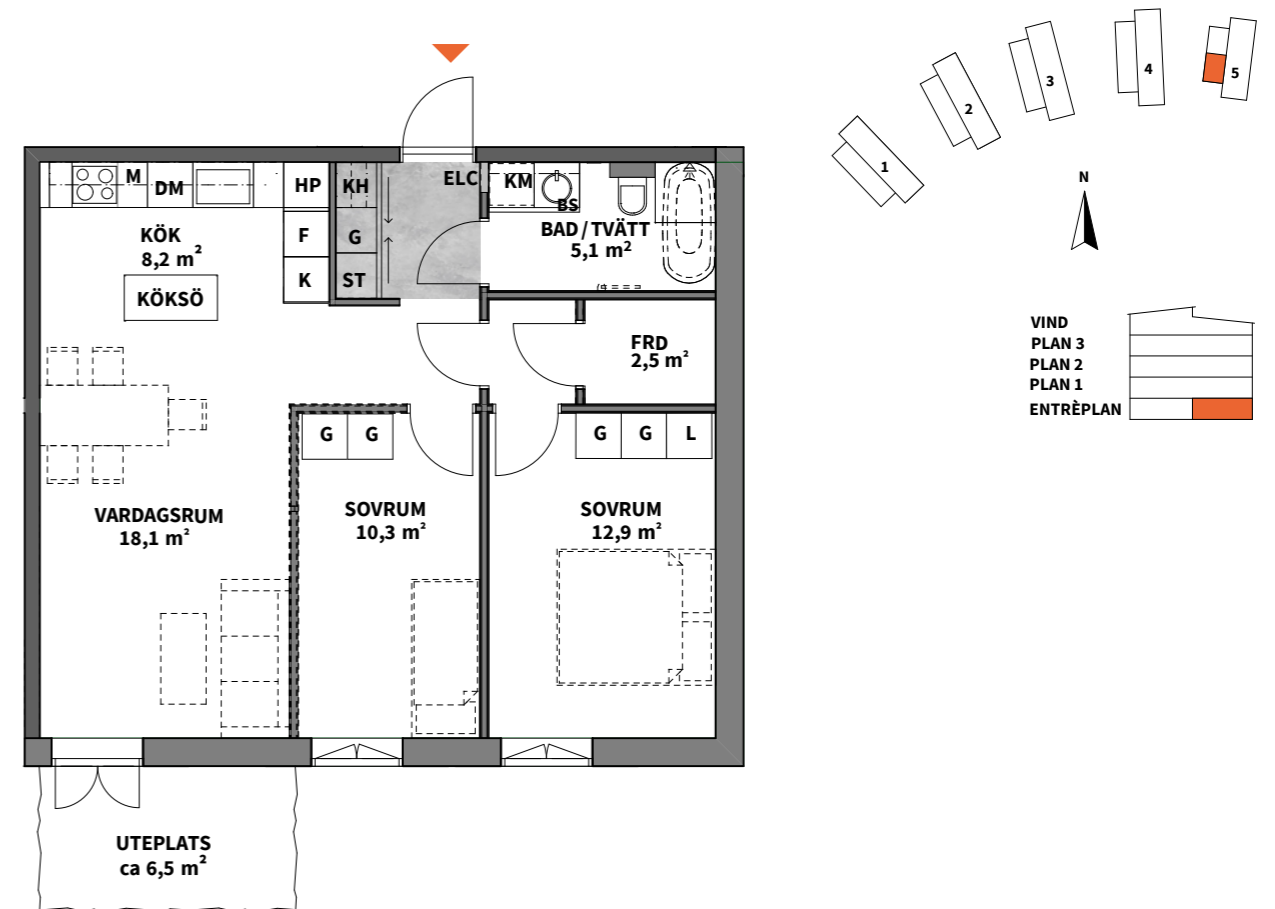 M
DM
HP
KH
ELC
KM
BS
F
G
K
ST
KÖK
8,2 m²
KÖKSÖ
BAD/TVÄTT
5,1 m²
FRD
2,5 m²
G
G
G
G
L
VARDAGSRUM
18,1 m²
SOVRUM
10,3 m²
SOVRUM
12,9 m²
UTEPLATS
ca 6,5 m²
1
2
3
4
5
N
VIND
PLAN 3
PLAN 2
PLAN 1
ENTRÈPLAN